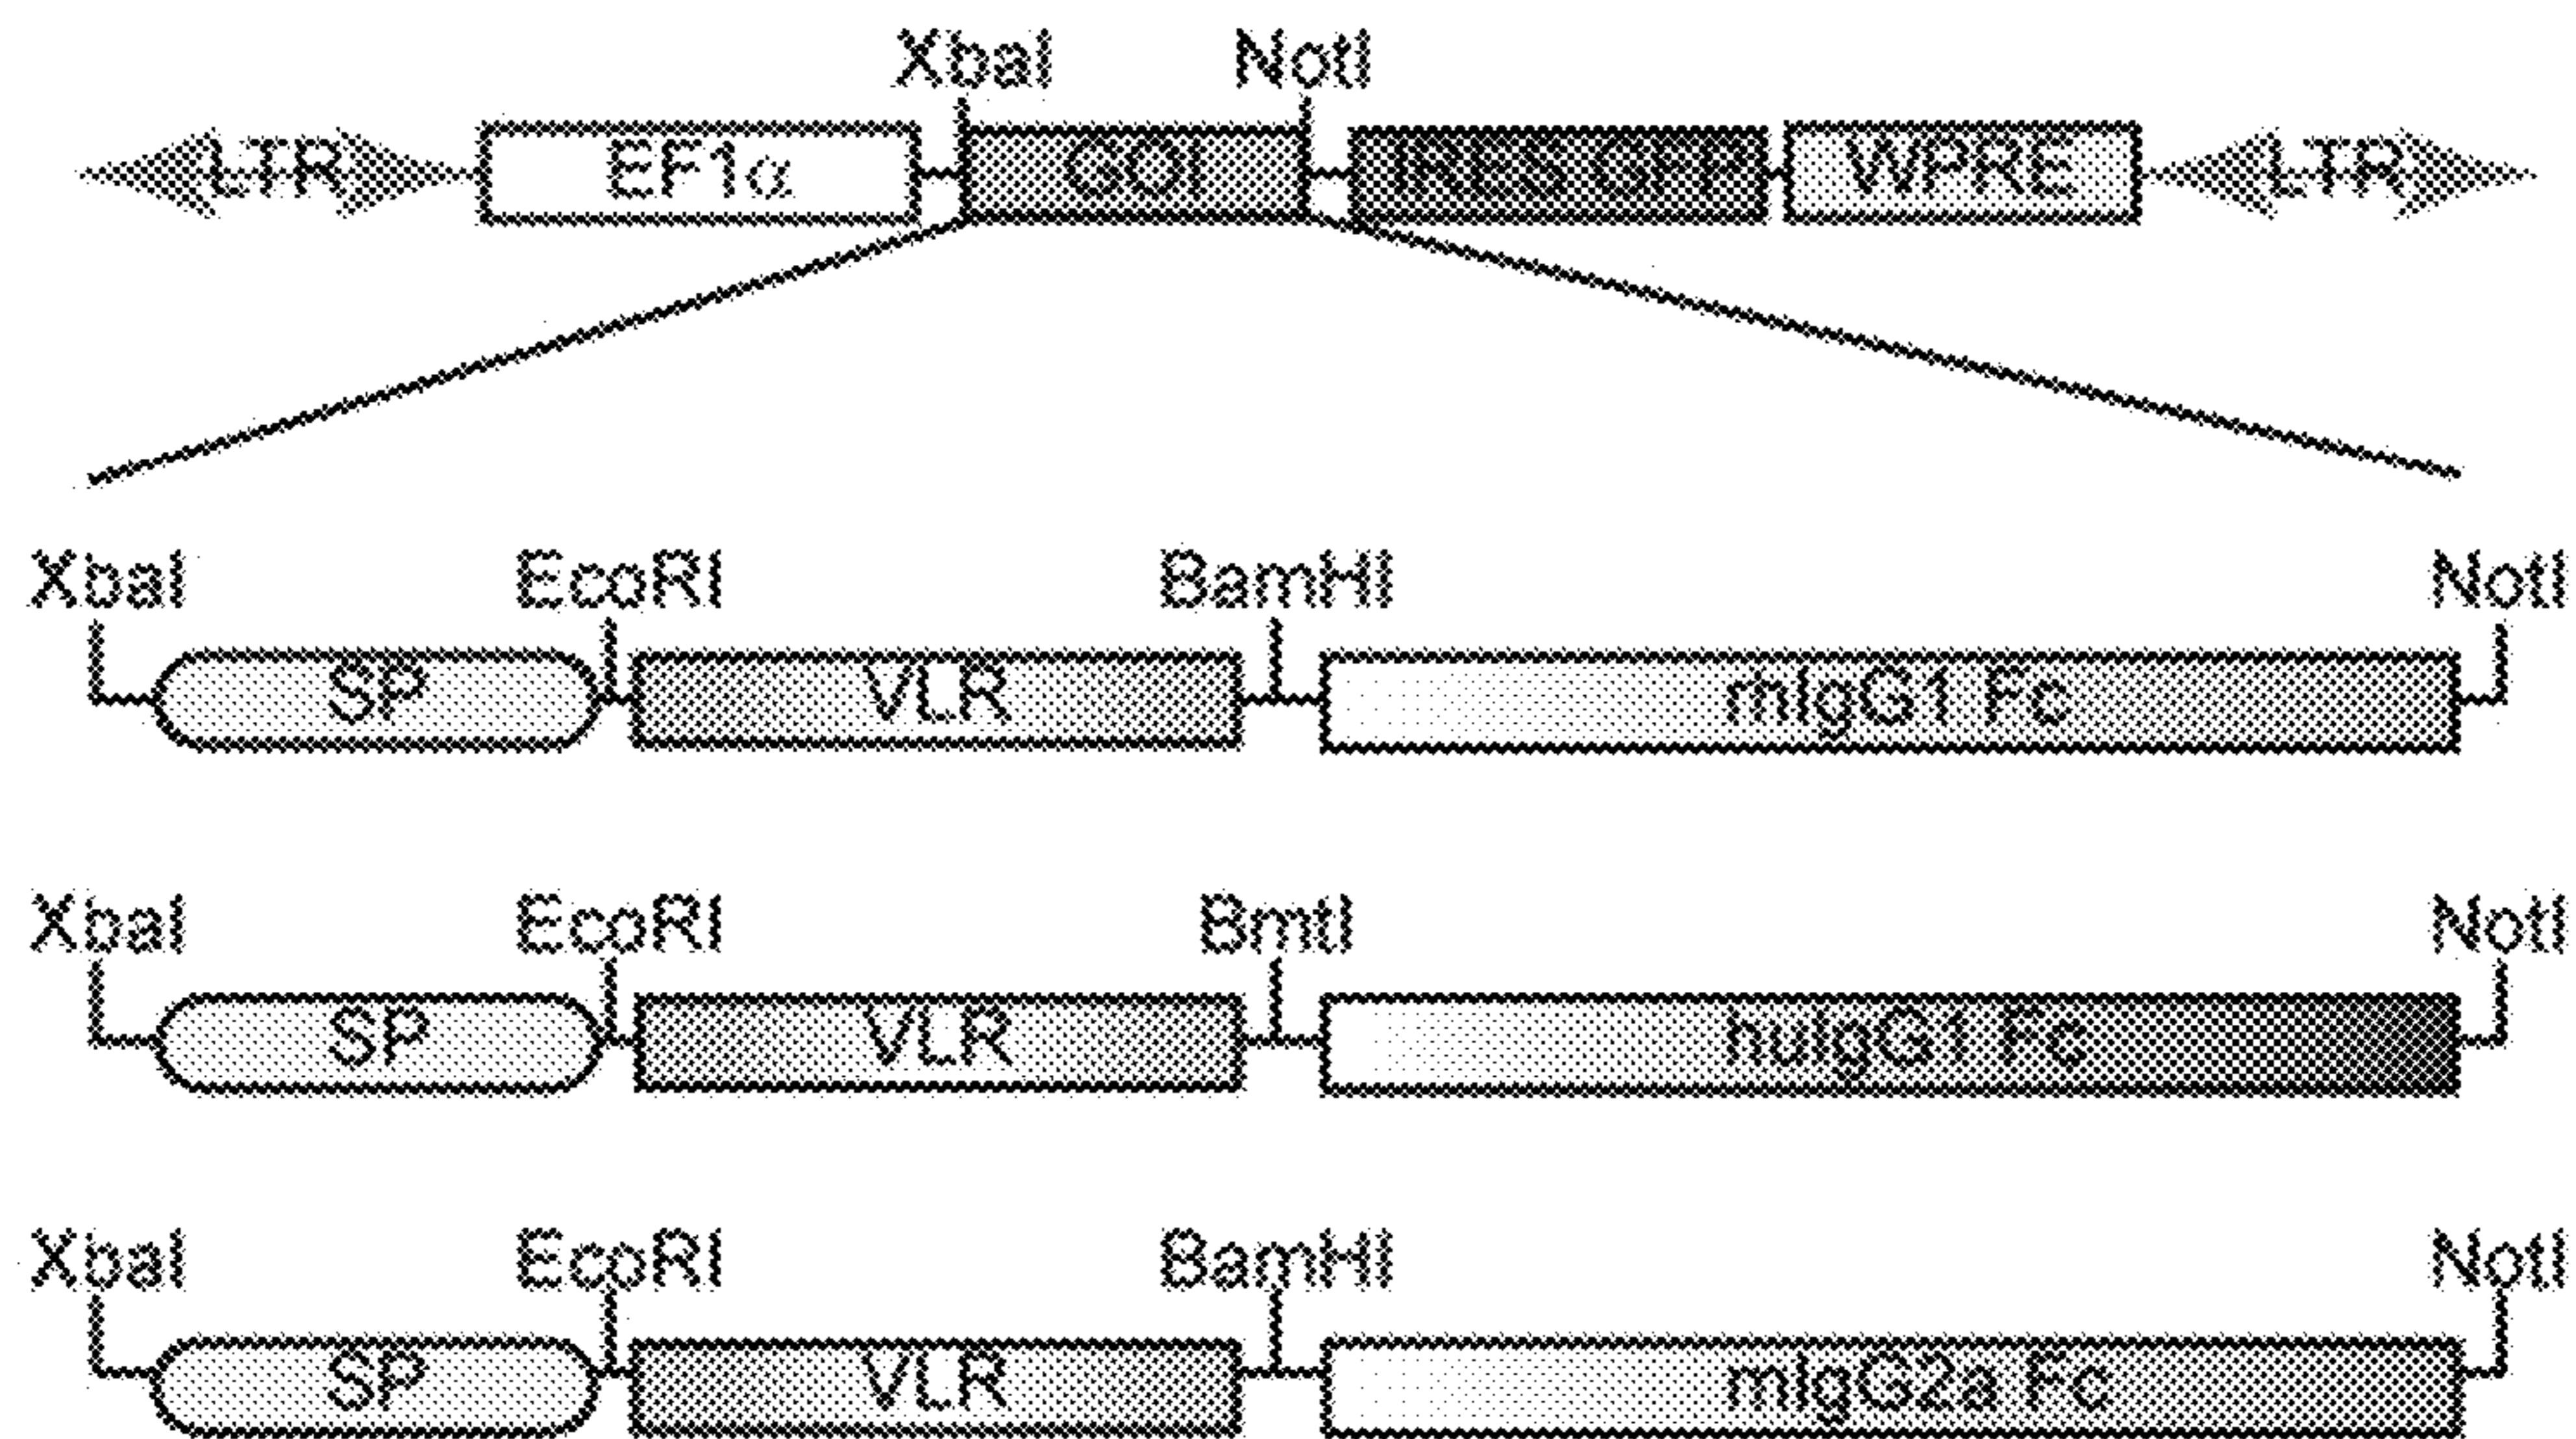 XbaI NotI
LTR EF1α GOI IRES GFP WPRE LTR
XbaI EcoRI BamHI NotI
SP VLR mIgG1 Fc
XbaI EcoRI BmtI NotI
SP VLR huIgG1 Fc
XbaI EcoRI BamHI NotI
SP VLR mIgG2a Fc